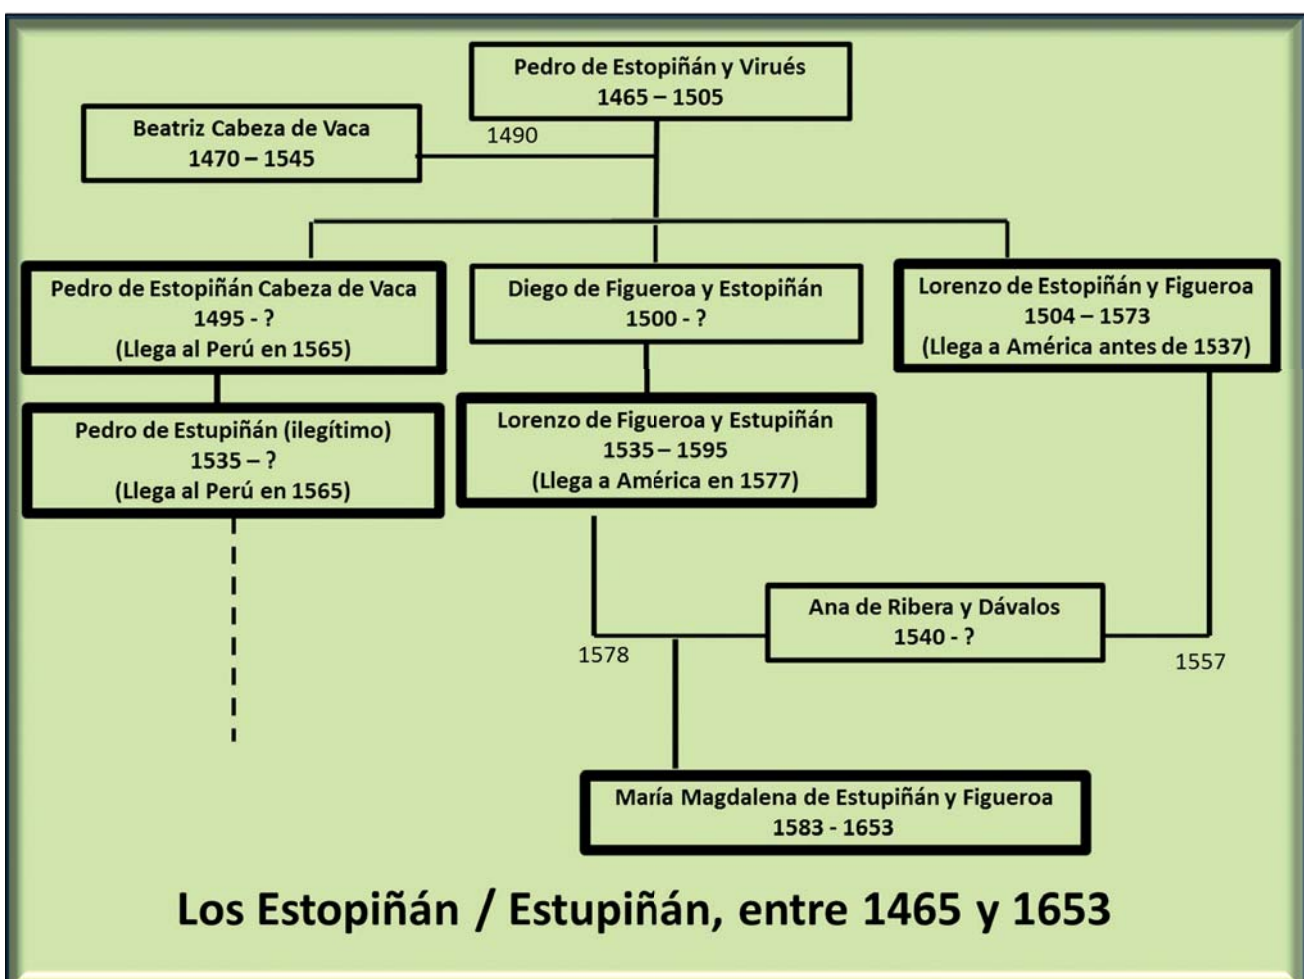 Pedro de Estopiñán y Virués
1465 – 1505
Beatriz Cabeza de Vaca
1470 – 1545
1490
Pedro de Estopiñán Cabeza de Vaca
1495 - ?
(Llega al Perú en 1565)
Diego de Figueroa y Estopiñán
1500 - ?
Lorenzo de Estopiñán y Figueroa
1504 – 1573
(Llega a América antes de 1537)
Pedro de Estupiñán (ilegítimo)
1535 – ?
(Llega al Perú en 1565)
Lorenzo de Figueroa y Estupiñán
1535 – 1595
(Llega a América en 1577)
Ana de Ribera y Dávalos
1540 - ?
1578
1557
María Magdalena de Estupiñán y Figueroa
1583 - 1653
Los Estopiñán / Estupiñán, entre 1465 y 1653